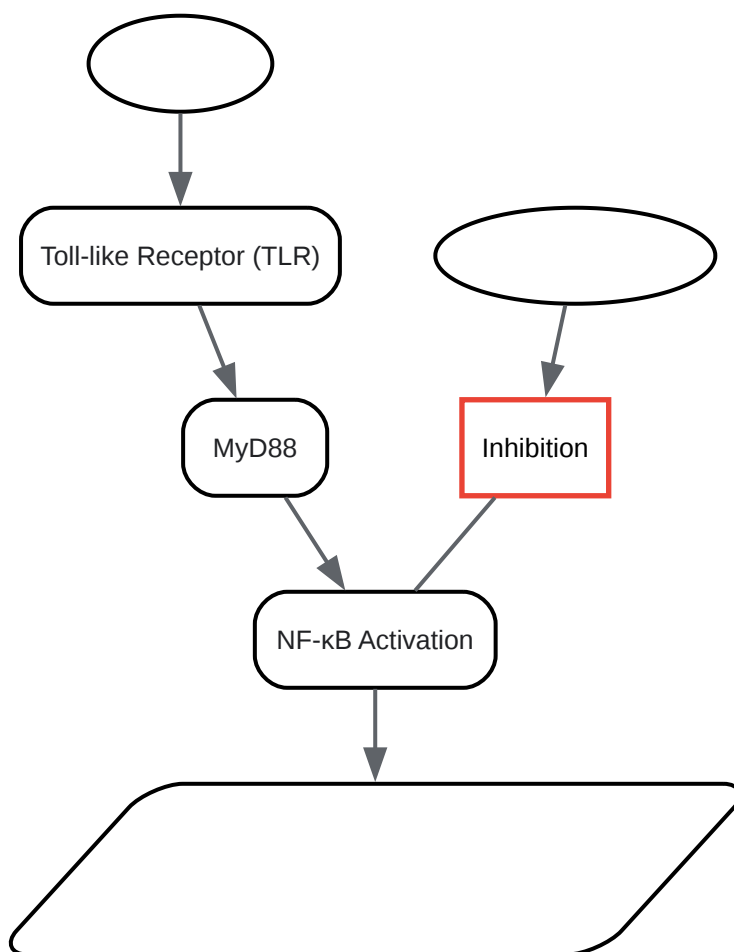 Toll-like Receptor (TLR)
MyD88
Inhibition
NF-κB Activation